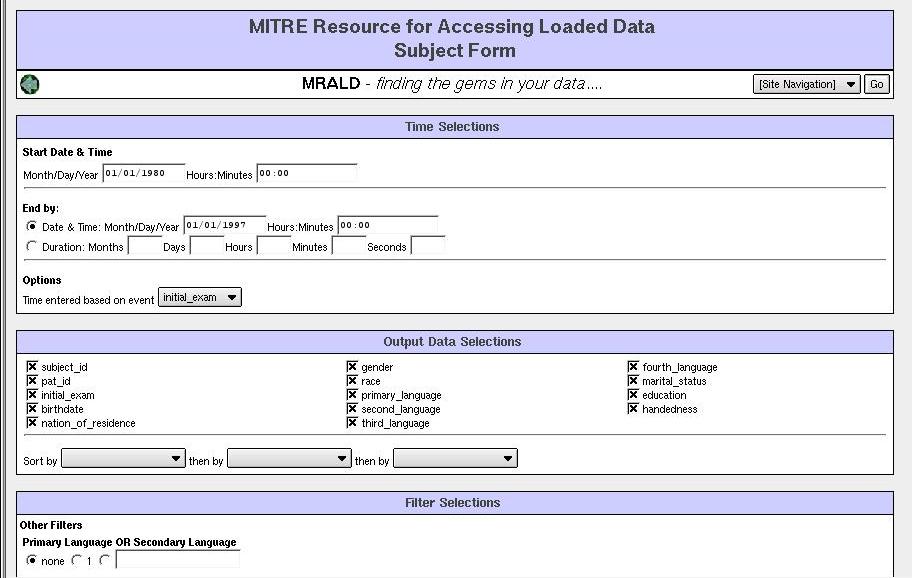 MITRE Resource for Accessing Loaded Data
Subject Form
MRALD - finding the gems in your data.... [Site Navigation] Go
Time Selections
Start Date & Time
Month/Day/Year 01/01/1980 Hours:Minutes 00:00
End by:
Date & Time: Month/Day/Year 01/01/1997 Hours:Minutes 00:00
Duration: Months Days Hours Minutes Seconds
Options
Time entered based on event initial_exam
Output Data Selections
subject_id gender fourth_language
pat_id race marital_status
initial_exam primary_language education
birthdate second_language handedness
nation_of_residence third_language
Sort by then by then by
Filter Selections
Other Filters
Primary Language OR Secondary Language
none 1